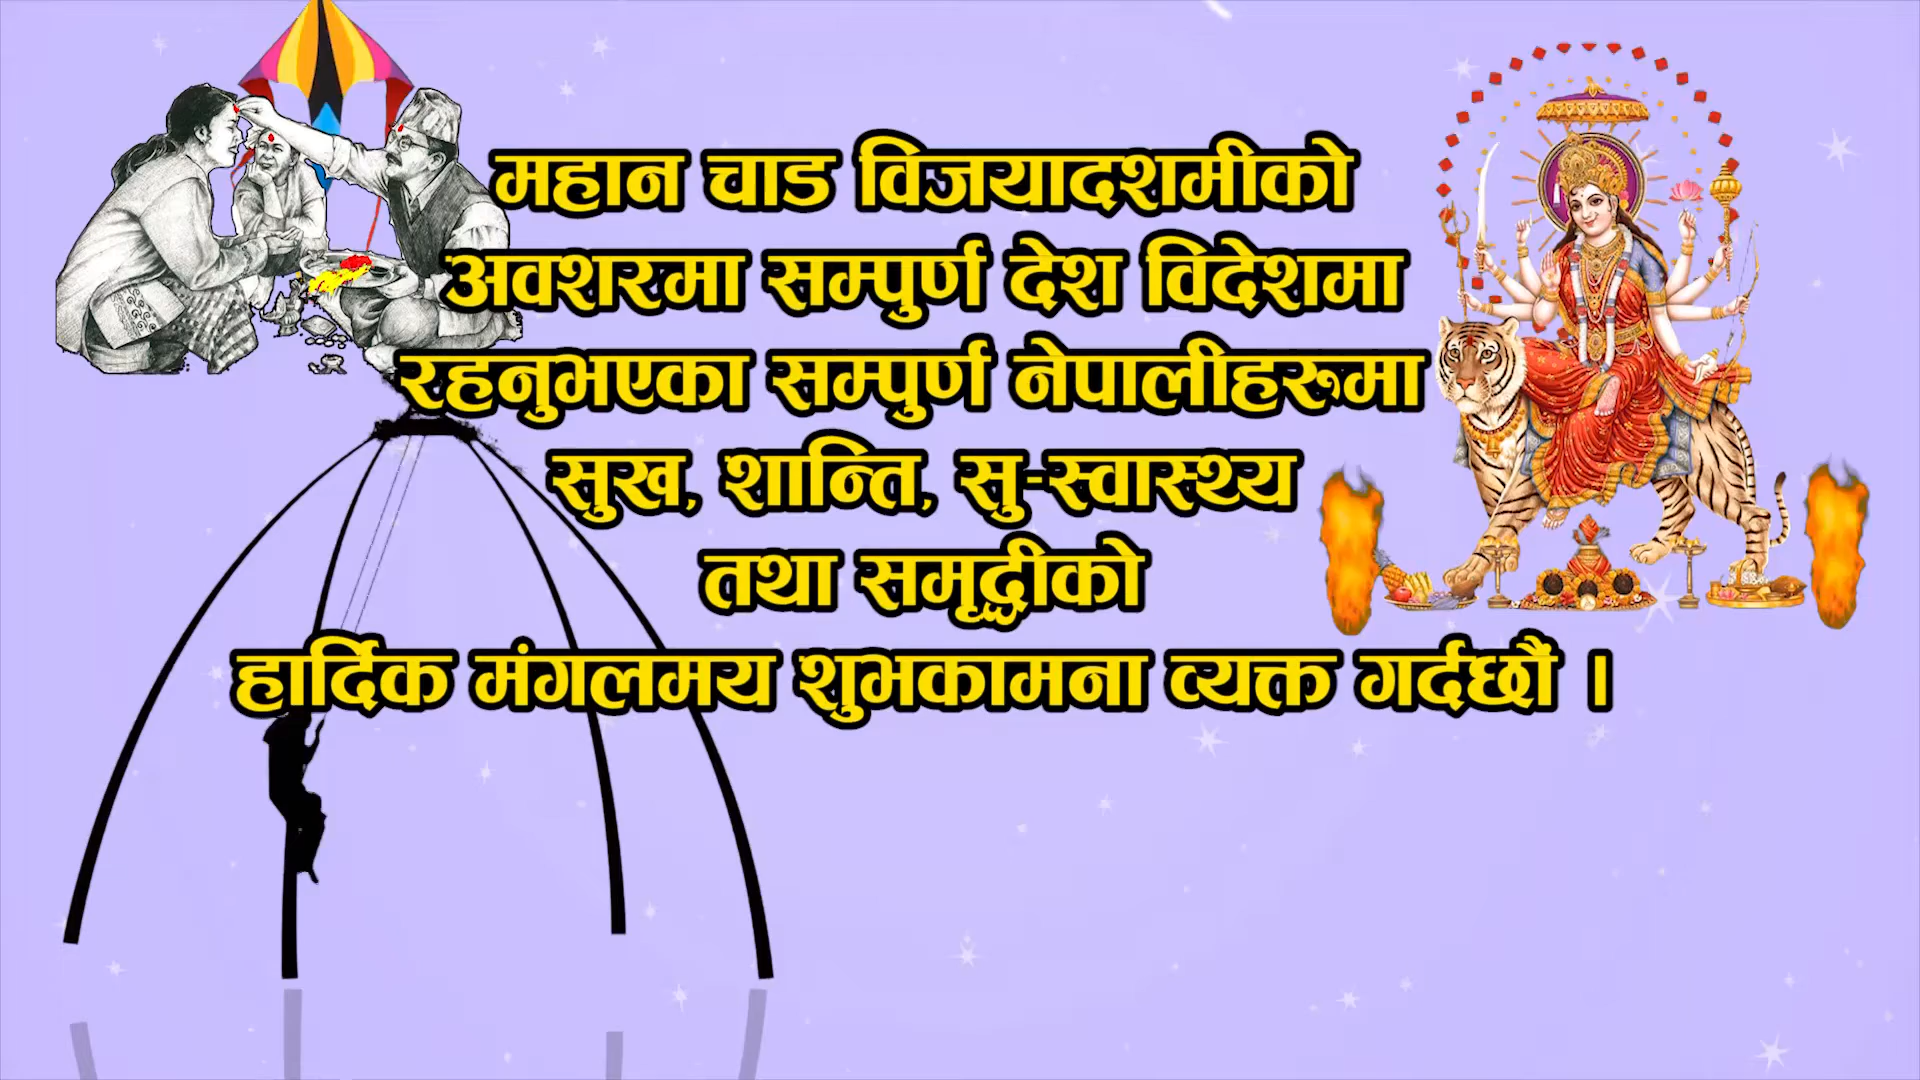 महान चाड विजयादशमीको
अवशरमा सम्पुर्ण देश विदेशमा
रहनुभएका सम्पुर्ण नेपालीहरुमा
सुख, शान्ति, सु-स्वास्थ्य
तथा समृद्धीको
हार्दिक मंगलमय शुभकामना व्यक्त गर्दछौं ।